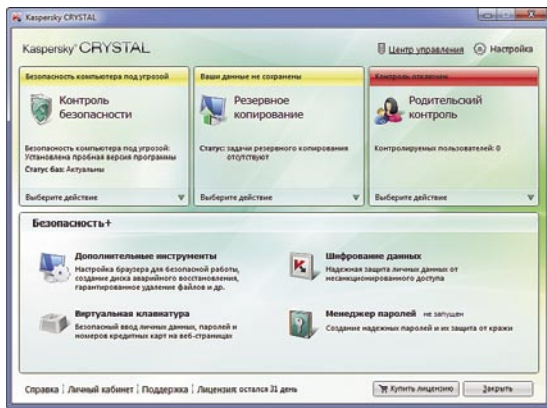 Kaspersky CRYSTAL
Kaspersky CRYSTAL
Центр управления
Настройка
Безопасность компьютера под угрозой
Контроль
безопасности
Безопасность компьютера под угрозой:
Установлена пробная версия программы
Статус баз: Актуальны
Выберите действие
Ваши данные не сохранены
Резервное
копирование
Статус: задачи резервного копирования
отсутствуют
Выберите действие
Контроль отключен
Родительский
контроль
Контролируемых пользователей: 0
Выберите действие
Безопасность+
Дополнительные инструменты
Настройка браузера для безопасной работы,
создание диска аварийного восстановления,
гарантированное удаление файлов и др.
Шифрование данных
Надежная защита личных данных от
несанкционированного доступа
Виртуальная клавиатура
Безопасный ввод личных данных, паролей и
номеров кредитных карт на веб-страницах
Менеджер паролей не запущен
Создание надежных паролей и их защита от кражи
Справка | Личный кабинет | Поддержка | Лицензия: остался 31 день
Купить лицензию
Закрыть